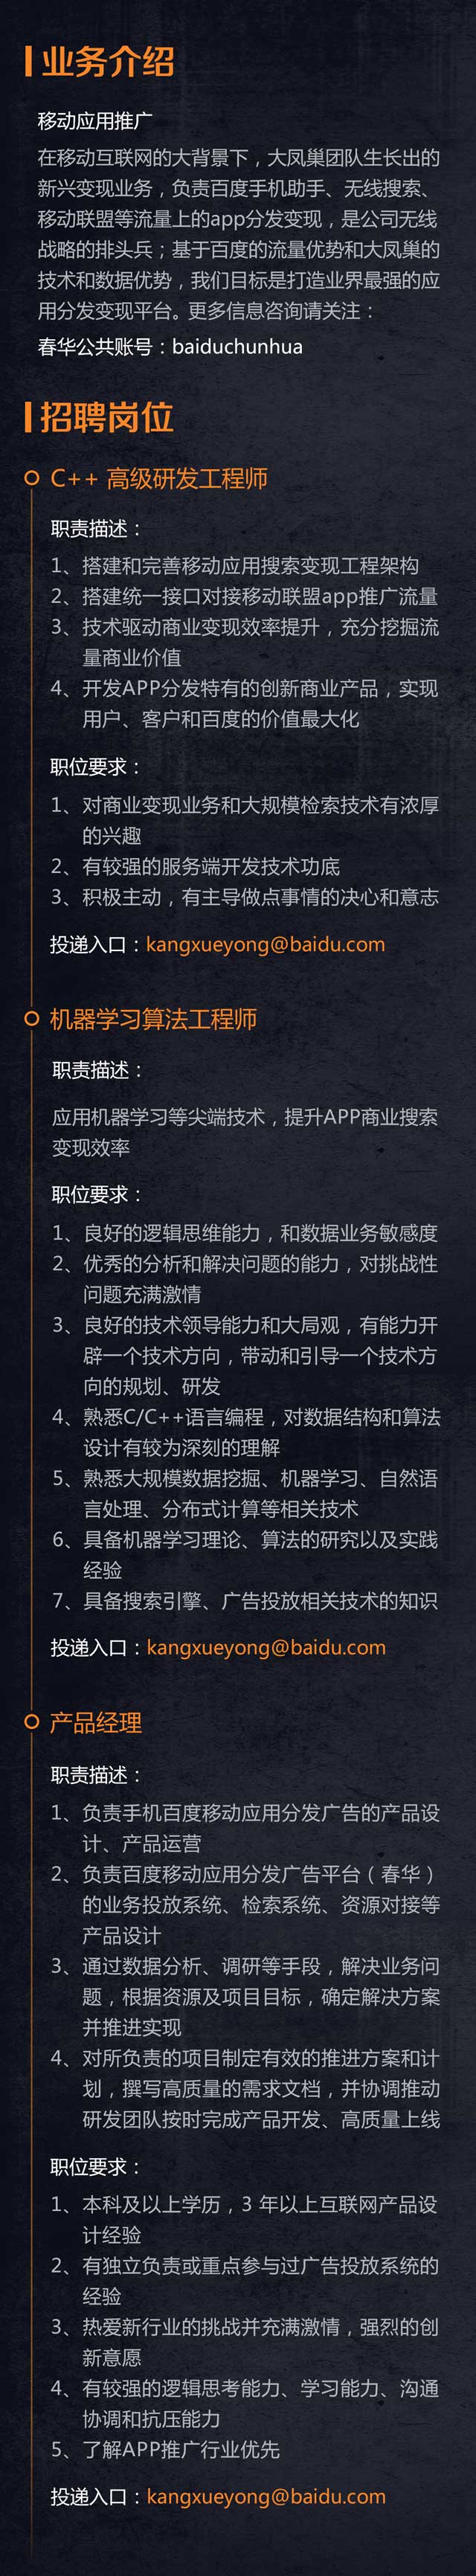 业务介绍
移动应用推广
在移动互联网的大背景下，大凤巢团队生长出的
新兴变现业务，负责百度手机助手、无线搜索、
移动联盟等流量上的app分发变现，是公司无线
战略的排头兵；基于百度的流量优势和大凤巢的
技术和数据优势，我们目标是打造业界最强的应
用分发变现平台。更多信息咨询请关注：
春华公共账号：baiduchunhua
招聘岗位
C++ 高级研发工程师
职责描述：
1、搭建和完善移动应用搜索变现工程架构
2、搭建统一接口对接移动联盟app推广流量
3、技术驱动商业变现效率提升，充分挖掘流
量商业价值
4、开发APP分发特有的创新商业产品，实现
用户、客户和百度的价值最大化
职位要求：
1、对商业变现业务和大规模检索技术有浓厚
的兴趣
2、有较强的服务端开发技术功底
3、积极主动，有主导做点事情的决心和意志
投递入口：kangxueyong@baidu.com
机器学习算法工程师
职责描述：
应用机器学习等尖端技术，提升APP商业搜索
变现效率
职位要求：
1、良好的逻辑思维能力，和数据业务敏感度
2、优秀的分析和解决问题的能力，对挑战性
问题充满激情
3、良好的技术领导能力和大局观，有能力开
辟一个技术方向，带动和引导一个技术方
向的规划、研发
4、熟悉C/C++语言编程，对数据结构和算法
设计有较为深刻的理解
5、熟悉大规模数据挖掘、机器学习、自然语
言处理、分布式计算等相关技术
6、具备机器学习理论、算法的研究以及实践
经验
7、具备搜索引擎、广告投放相关技术的知识
投递入口：kangxueyong@baidu.com
产品经理
职责描述：
1、负责手机百度移动应用分发广告的产品设
计、产品运营
2、负责百度移动应用分发广告平台（春华）
的业务投放系统、检索系统、资源对接等
产品设计
3、通过数据分析、调研等手段，解决业务问
题，根据资源及项目目标，确定解决方案
并推进实现
4、对所负责的项目制定有效的推进方案和计
划，撰写高质量的需求文档，并协调推动
研发团队按时完成产品开发、高质量上线
职位要求：
1、本科及以上学历，3 年以上互联网产品设
计经验
2、有独立负责或重点参与过广告投放系统的
经验
3、热爱新行业的挑战并充满激情，强烈的创
新意愿
4、有较强的逻辑思考能力、学习能力、沟通
协调和抗压能力
5、了解APP推广行业优先
投递入口：kangxueyong@baidu.com